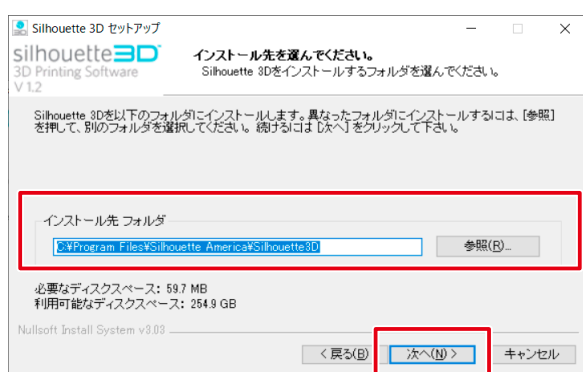 Silhouette 3D セットアップ
silhouette3D
3D Printing Software
V 1.2
インストール先を選んでください。
Silhouette 3Dをインストールするフォルダを選んでください。
Silhouette 3Dを以下のフォルダにインストールします。異なったフォルダにインストールするには、[参照]
を押して、別のフォルダを選択してください。 続けるには [次へ] をクリックして下さい。
インストール先 フォルダ
C:¥Program Files¥Silhouette America¥Silhouette3D
参照(R)...
必要なディスクスペース: 59.7 MB
利用可能なディスクスペース: 254.9 GB
Nullsoft Install System v3.03
< 戻る(B)
次へ(N) >
キャンセル